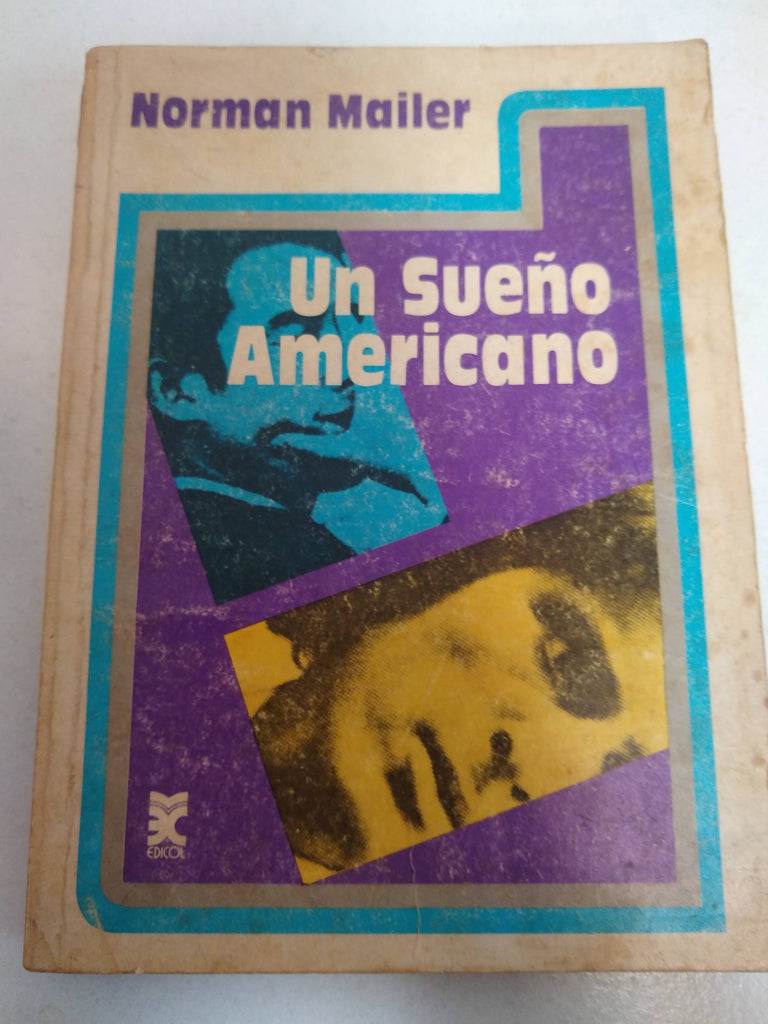 Norman Mailer
Un Sueño
Americano
EDICOL